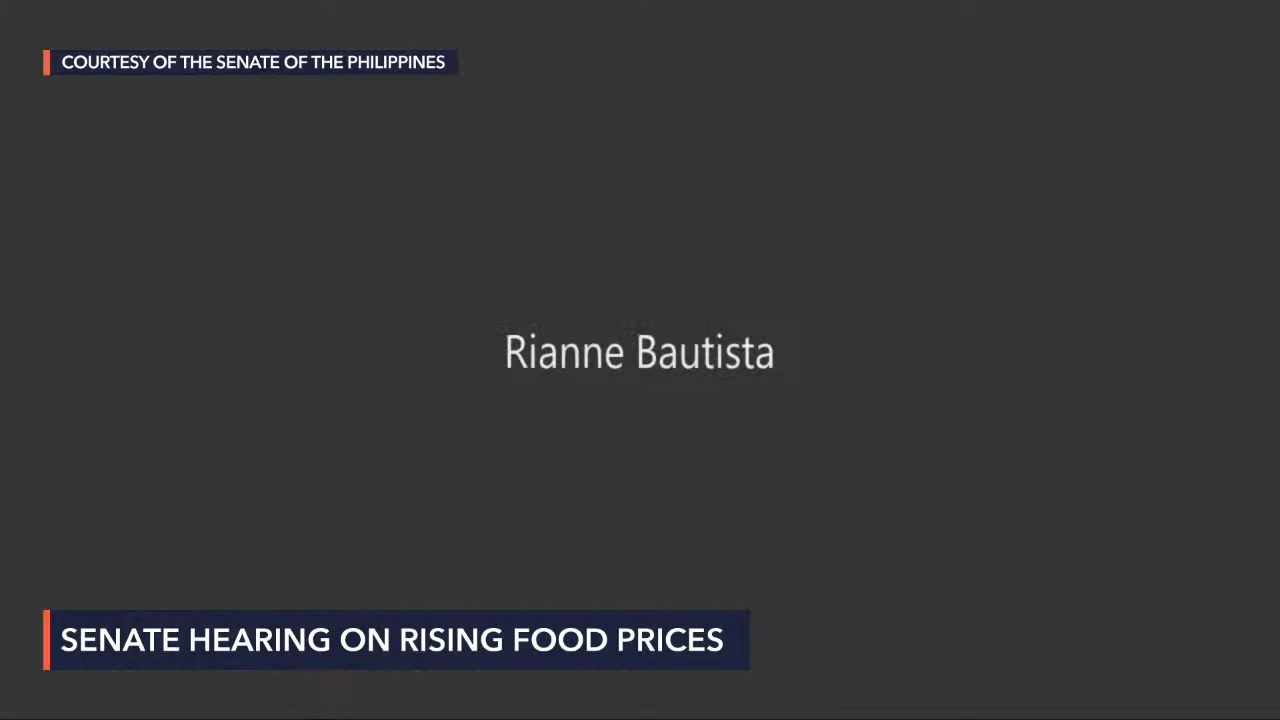 COURTESY OF THE SENATE OF THE PHILIPPINES
Rianne Bautista
SENATE HEARING ON RISING FOOD PRICES